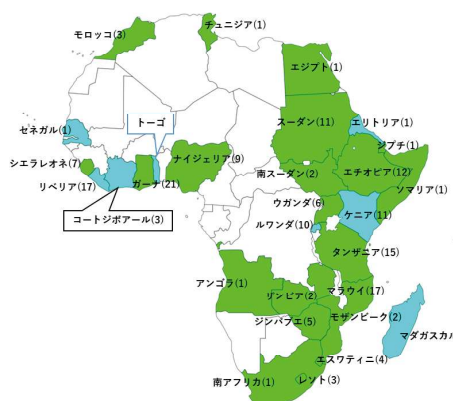 モロッコ(3)
チュニジア(1)
エジプト(1)
トーゴ
セネガル(1)
スーダン(11)
エリトリア(1)
ジブチ(1)
シエラレオネ(7)
ナイジェリア(9)
エチオピア(12)
リベリア(17)
ガーナ(21)
南スーダン(2)
ソマリア(1)
コートジボアール(3)
ウガンダ(6)
ケニア(11)
ルワンダ(10)
タンザニア(15)
アンゴラ(1)
ザンビア(2)
マラウイ(17)
ジンバブエ(5)
モザンビーク(2)
マダガスカル
エスワティニ(4)
南アフリカ(1)
レソト(3)